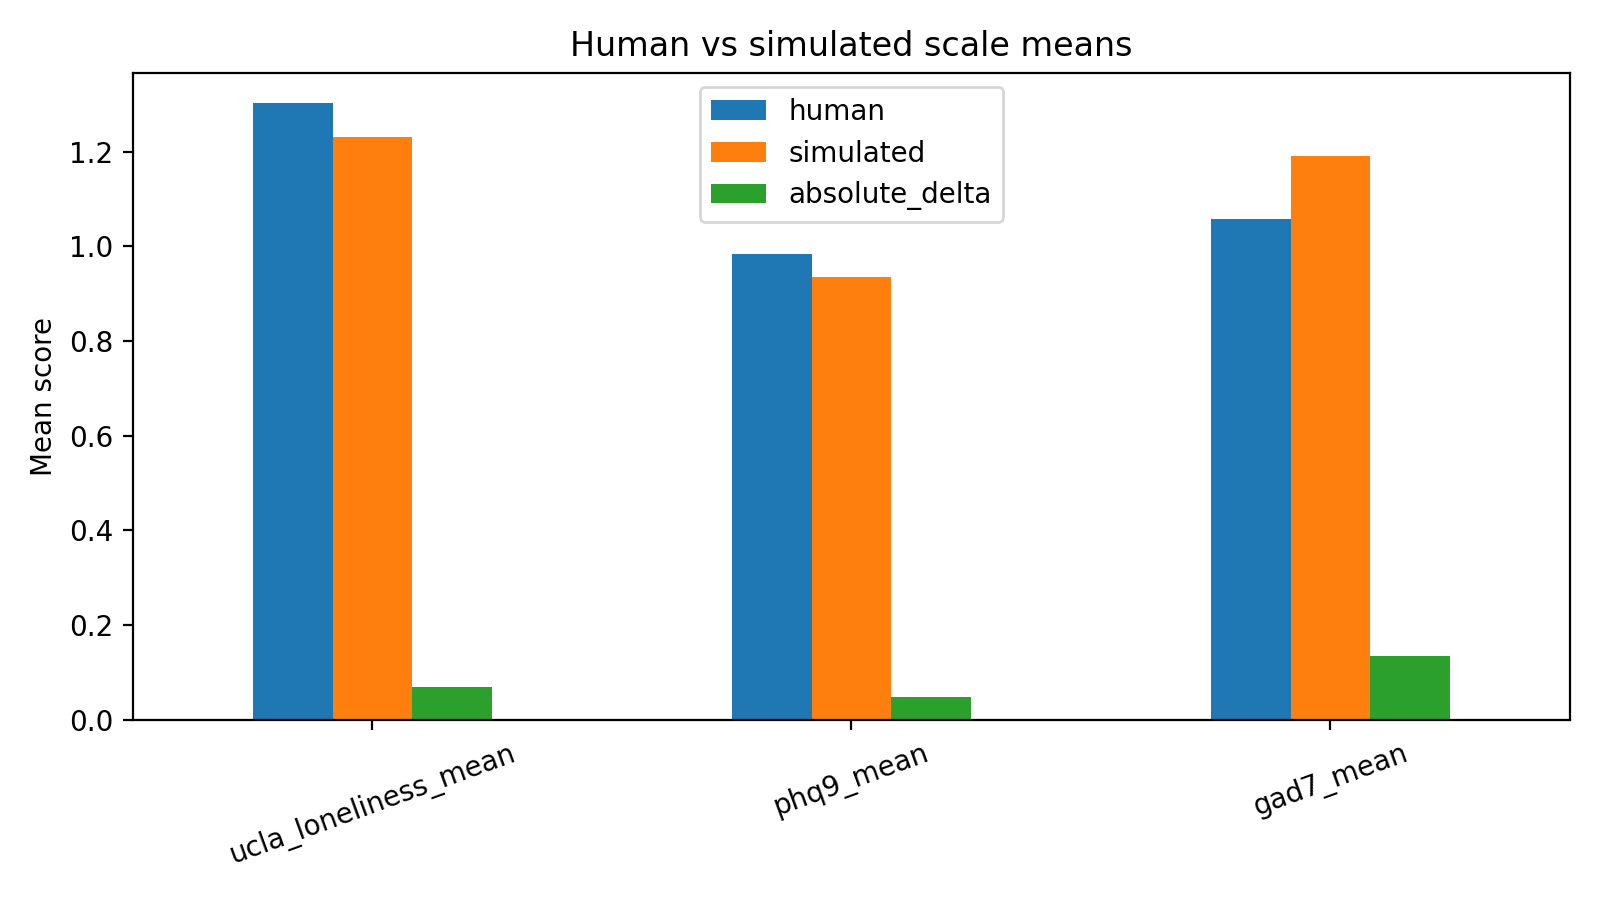 Human vs simulated scale means
human
simulated
absolute_delta
Mean score
1.2
1.0
0.8
0.6
0.4
0.2
0.0
ucla_loneliness_mean
phq9_mean
gad7_mean